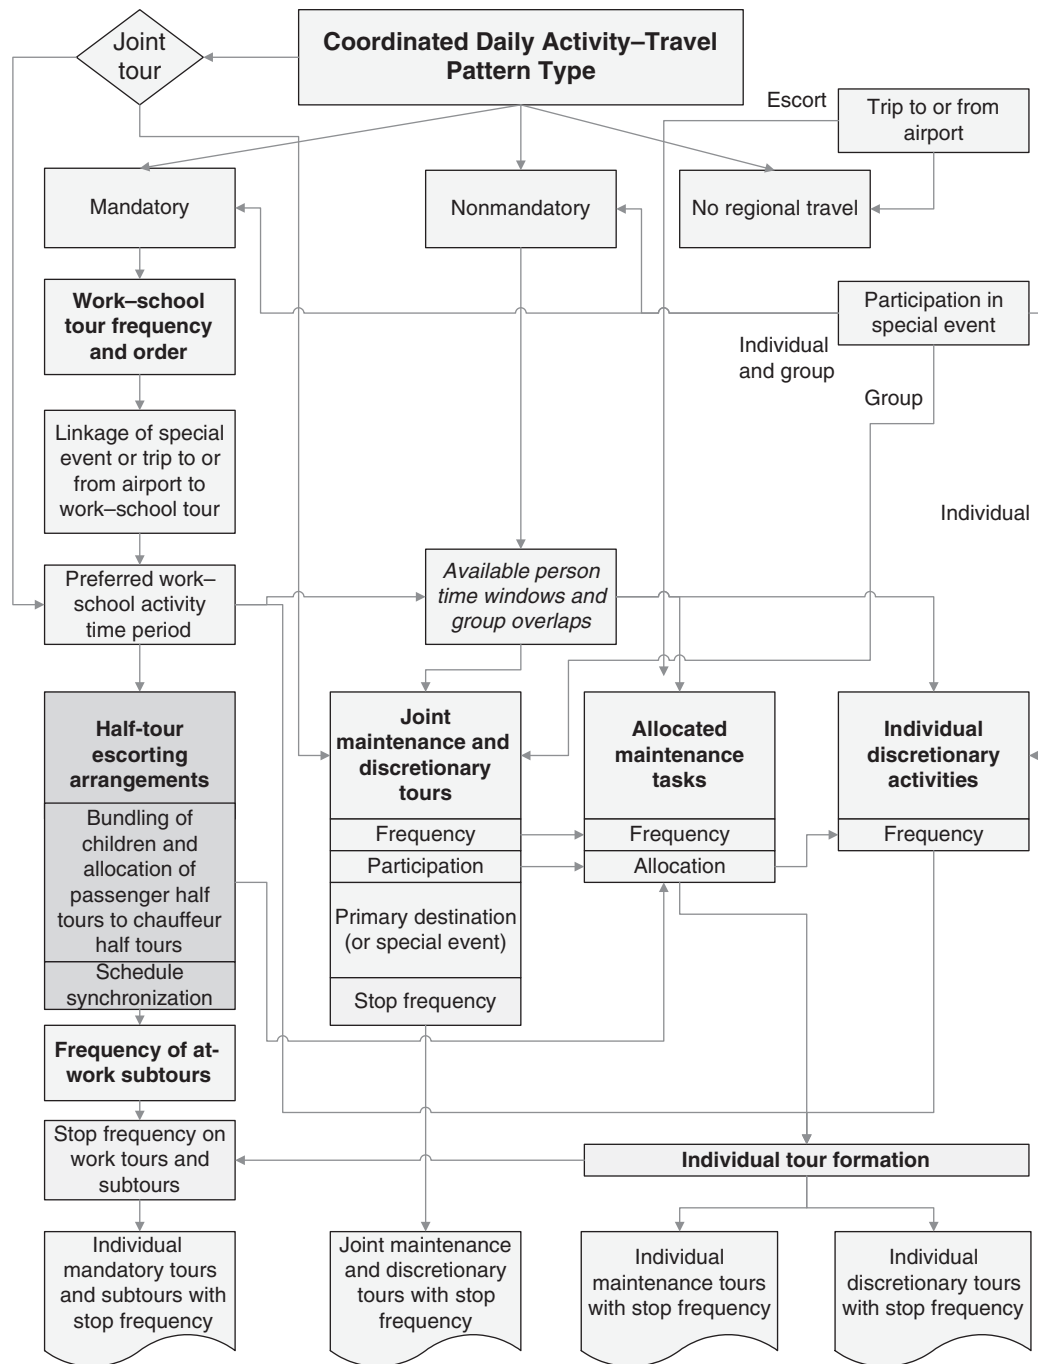 Joint
tour
Coordinated Daily Activity–Travel
Pattern Type
Escort
Trip to or from
airport
Mandatory
Nonmandatory
No regional travel
Work–school
tour frequency
and order
Participation in
special event
Individual
and group
Group
Linkage of special
event or trip to or
from airport to
work–school tour
Individual
Preferred work–
school activity
time period
Available person
time windows and
group overlaps
Half-tour
escorting
arrangements
Bundling of
children and
allocation of
passenger half
tours to chauffeur
half tours
Schedule
synchronization
Joint
maintenance and
discretionary
tours
Frequency
Participation
Primary destination
(or special event)
Stop frequency
Allocated
maintenance
tasks
Frequency
Allocation
Individual
discretionary
activities
Frequency
Frequency of at-
work subtours
Stop frequency on
work tours and
subtours
Individual tour formation
Individual
mandatory tours
and subtours with
stop frequency
Joint maintenance
and discretionary
tours with stop
frequency
Individual
maintenance tours
with stop frequency
Individual
discretionary tours
with stop frequency